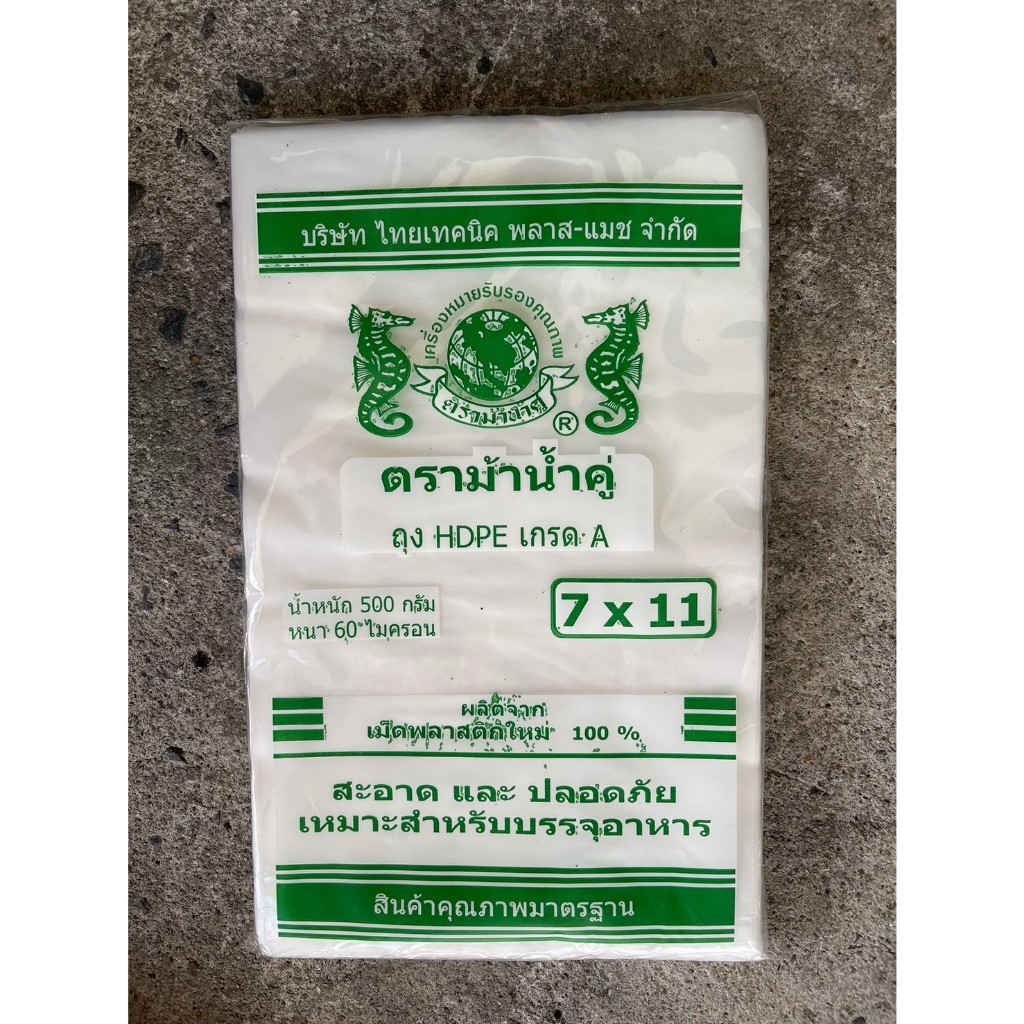 บริษัท ไทยเทคนิค พลาส-แมช จำกัด
เครื่องหมายรับรองคุณภาพ
®
ตราม้าน้ำคู่
ถุง HDPE เกรด A
น้ำหนัก 500 กรัม
หนา 60 ไมครอน
7 x 11
ผลิตจาก
เม็ดพลาสติกใหม่ 100 %
สะอาด และ ปลอดภัย
เหมาะสำหรับบรรจุอาหาร
สินค้าคุณภาพมาตรฐาน